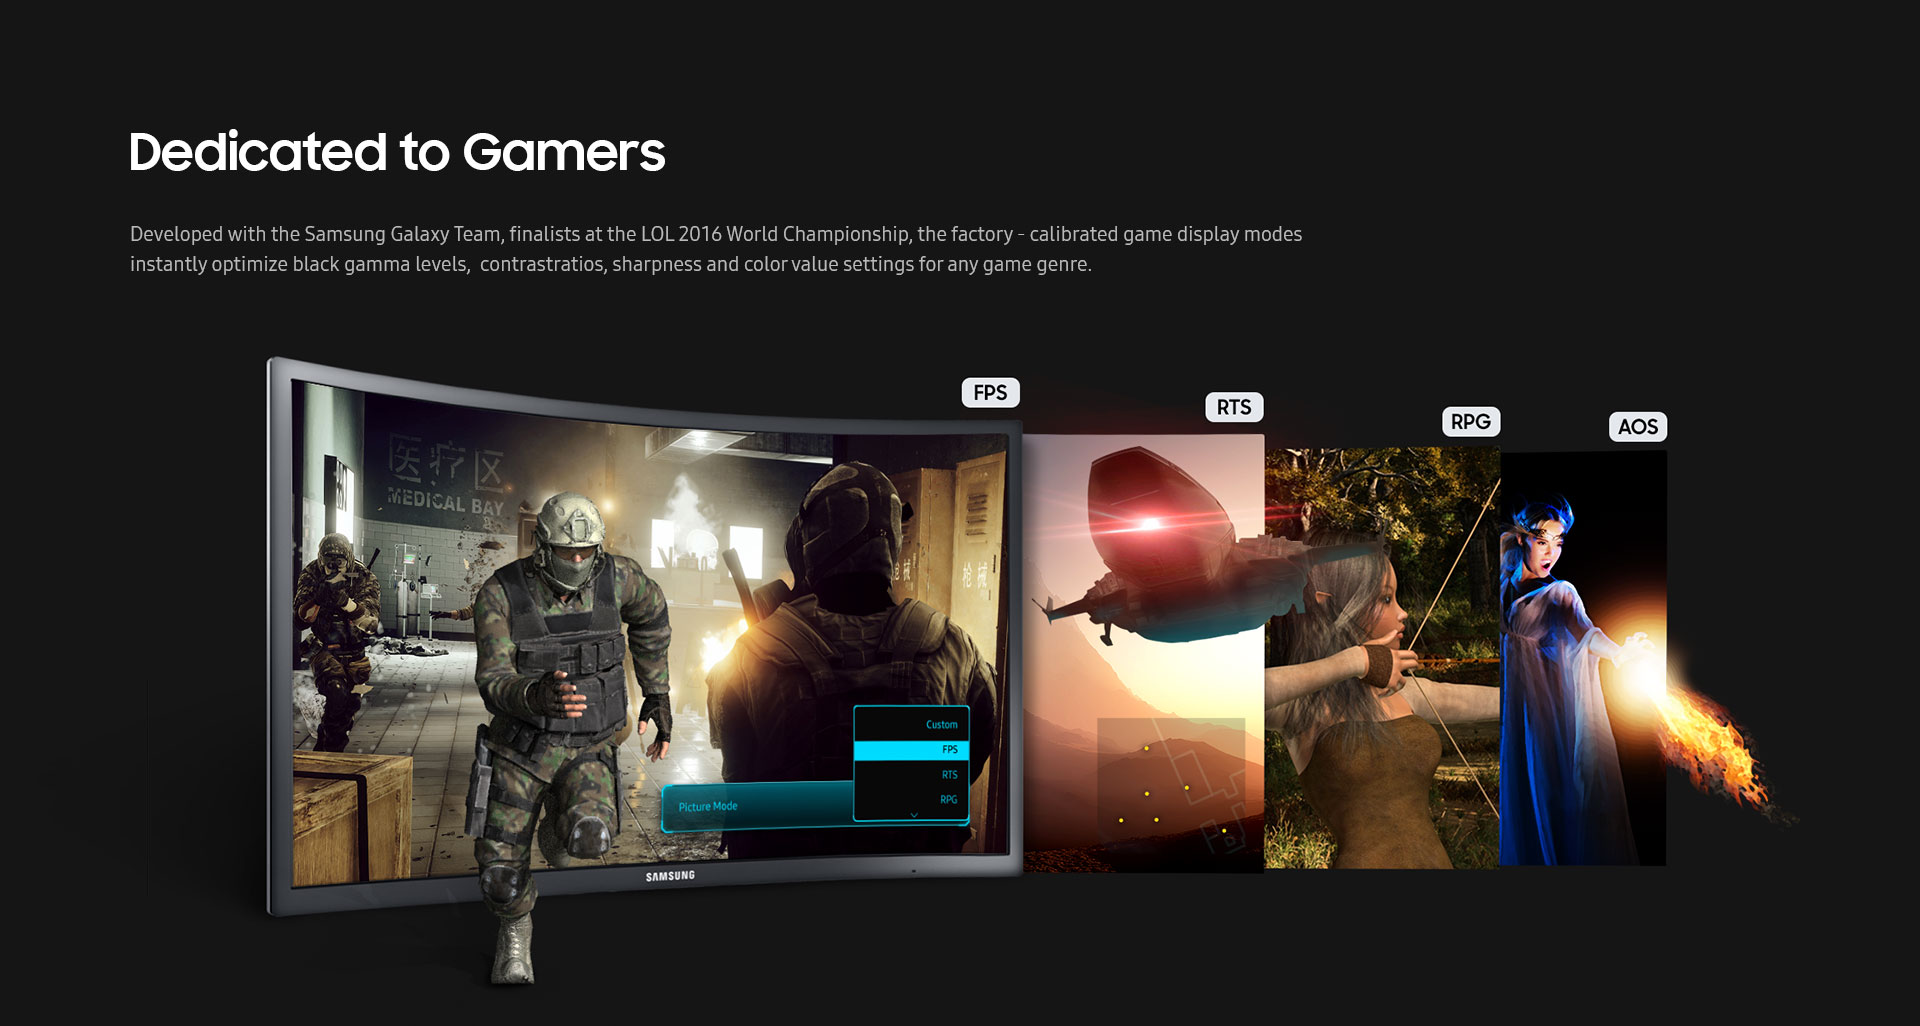 Dedicated to Gamers
Developed with the Samsung Galaxy Team, finalists at the LOL 2016 World Championship, the factory - calibrated game display modes
instantly optimize black gamma levels,  contrastratios, sharpness and color value settings for any game genre.
FPS
RTS
RPG
AOS
医疗区
MEDICAL BAY
枪械
Custom
FPS
RTS
RPG
Picture Mode
SAMSUNG